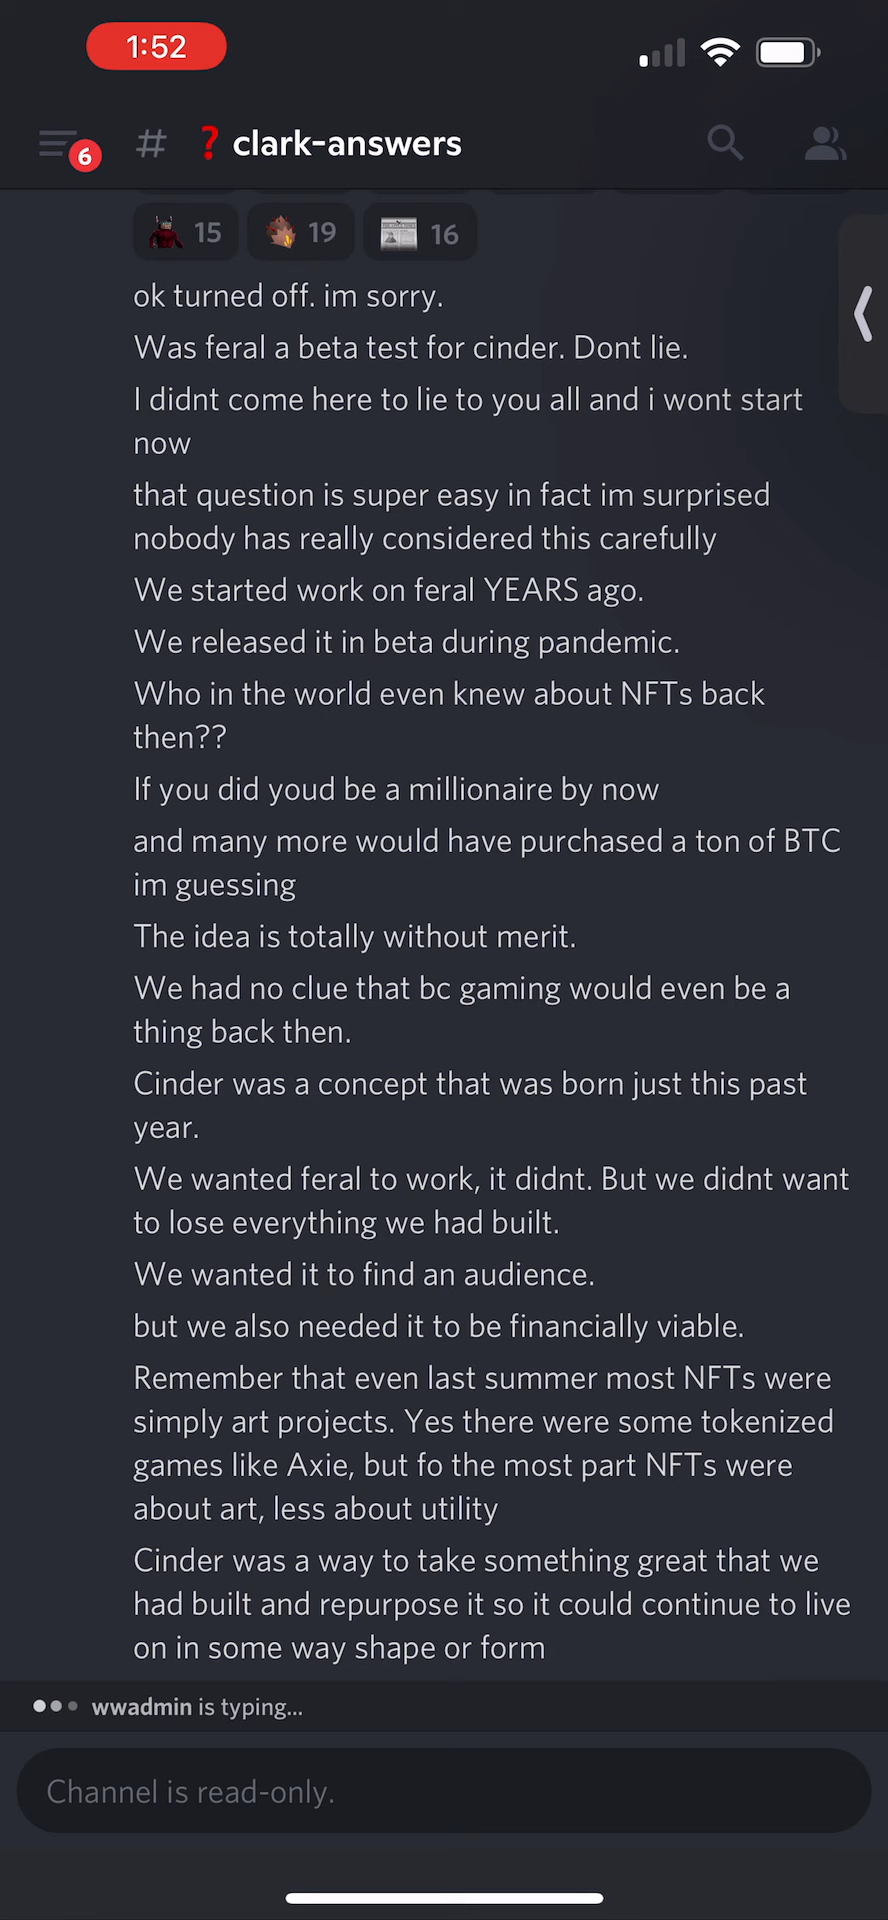 1:52
6
# ❓ clark-answers
15 19 16
ok turned off. im sorry.
Was feral a beta test for cinder. Dont lie.
I didnt come here to lie to you all and i wont start
now
that question is super easy in fact im surprised
nobody has really considered this carefully
We started work on feral YEARS ago.
We released it in beta during pandemic.
Who in the world even knew about NFTs back
then??
If you did youd be a millionaire by now
and many more would have purchased a ton of BTC
im guessing
The idea is totally without merit.
We had no clue that bc gaming would even be a
thing back then.
Cinder was a concept that was born just this past
year.
We wanted feral to work, it didnt. But we didnt want
to lose everything we had built.
We wanted it to find an audience.
but we also needed it to be financially viable.
Remember that even last summer most NFTs were
simply art projects. Yes there were some tokenized
games like Axie, but fo the most part NFTs were
about art, less about utility
Cinder was a way to take something great that we
had built and repurpose it so it could continue to live
on in some way shape or form
wwadmin is typing...
Channel is read-only.